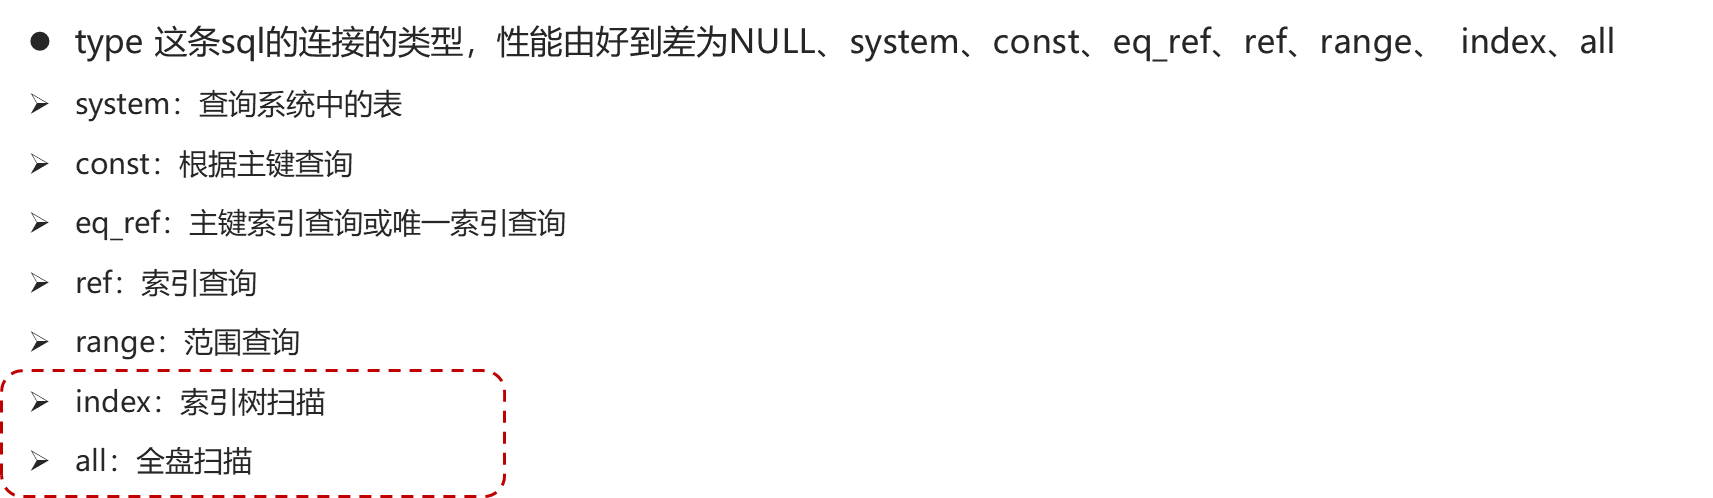 ● type 这条sql的连接的类型，性能由好到差为NULL、system、const、eq_ref、ref、range、 index、all
➢ system：查询系统中的表
➢ const：根据主键查询
➢ eq_ref：主键索引查询或唯一索引查询
➢ ref：索引查询
➢ range：范围查询
➢ index：索引树扫描
➢ all：全盘扫描